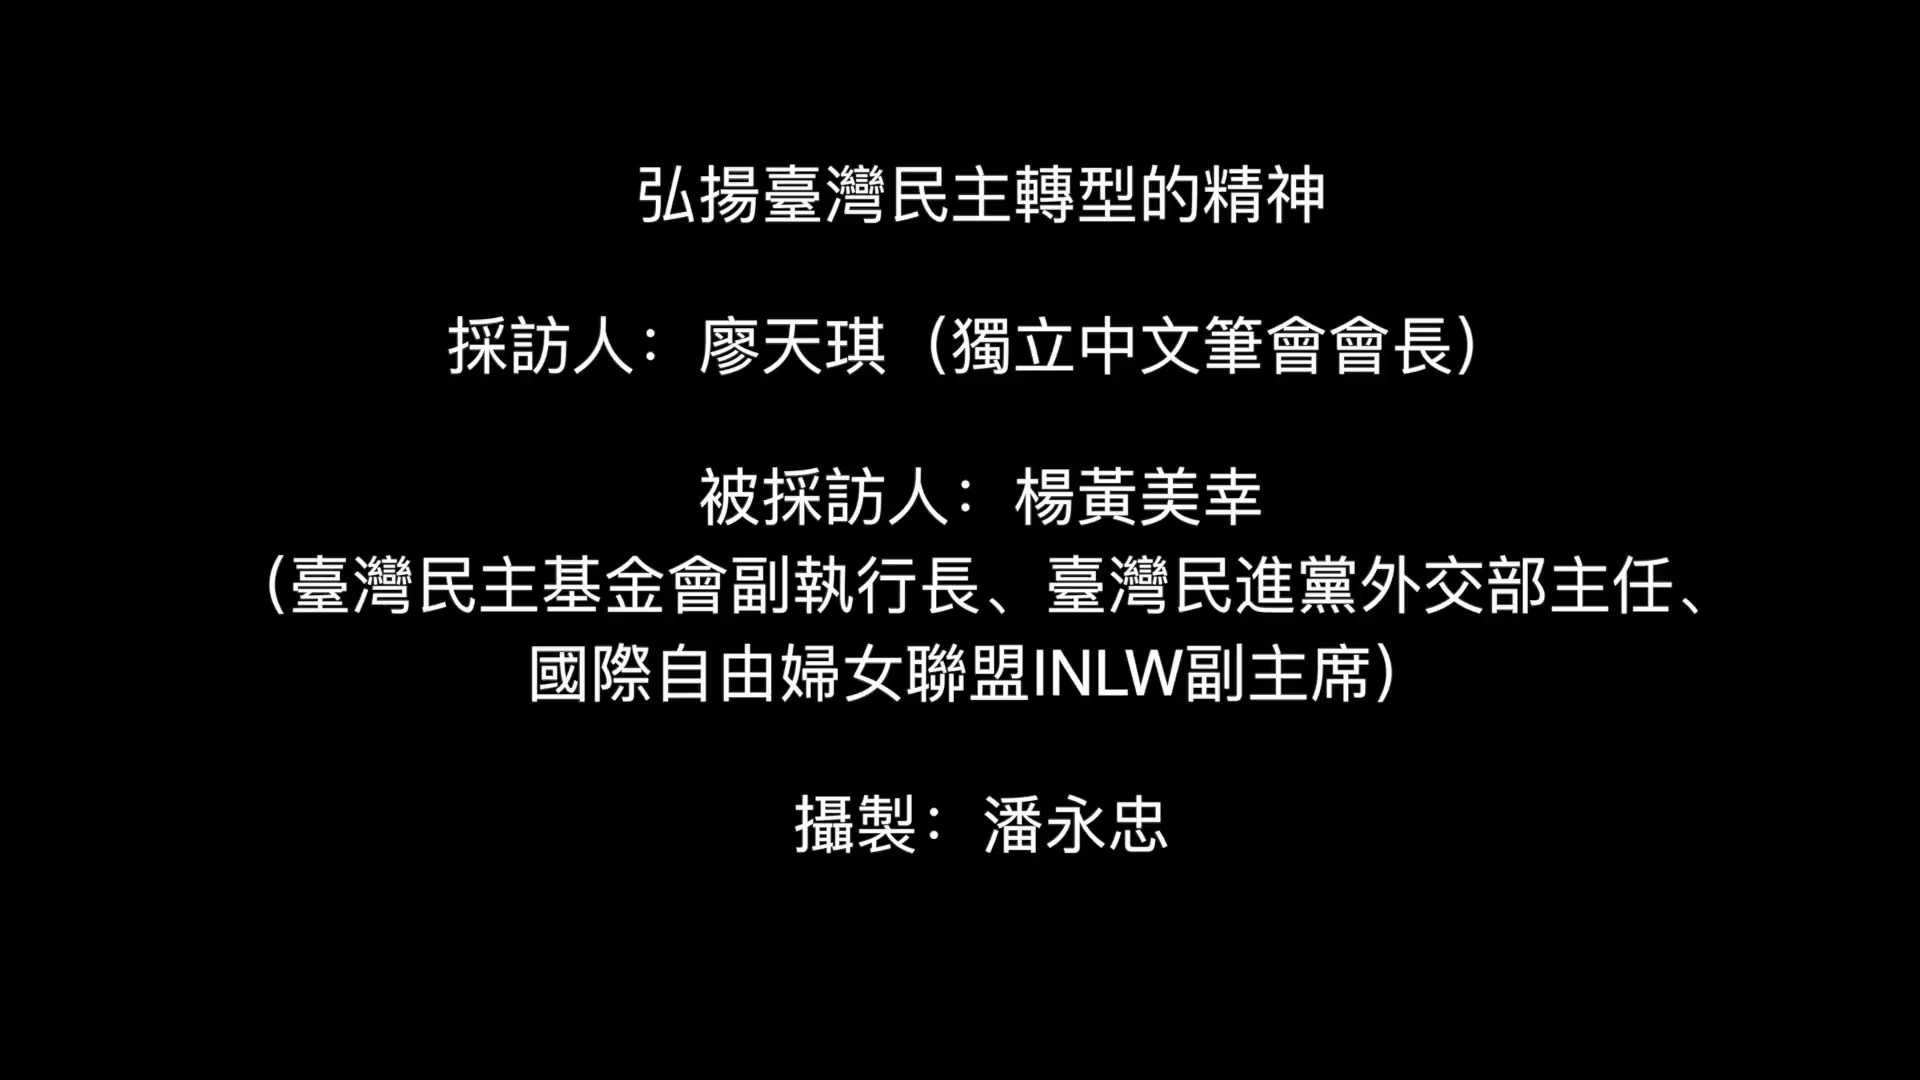 弘揚臺灣民主轉型的精神
採訪人：廖天琪（獨立中文筆會會長）
被採訪人：楊黃美幸
（臺灣民主基金會副執行長、臺灣民進黨外交部主任、
國際自由婦女聯盟INLW副主席）
攝製：潘永忠